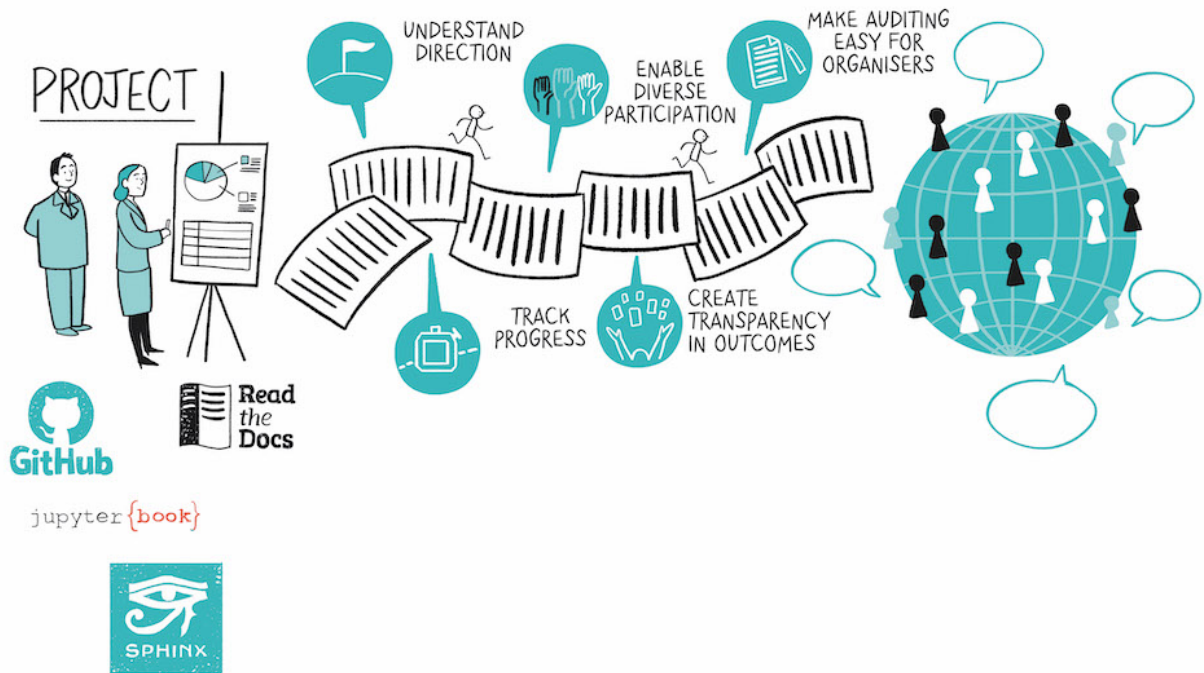 PROJECT
UNDERSTAND
DIRECTION
ENABLE
DIVERSE
PARTICIPATION
MAKE AUDITING
EASY FOR
ORGANISERS
TRACK
PROGRESS
CREATE
TRANSPARENCY
IN OUTCOMES
GitHub
Read
the
Docs
jupyter{book}
SPHINX